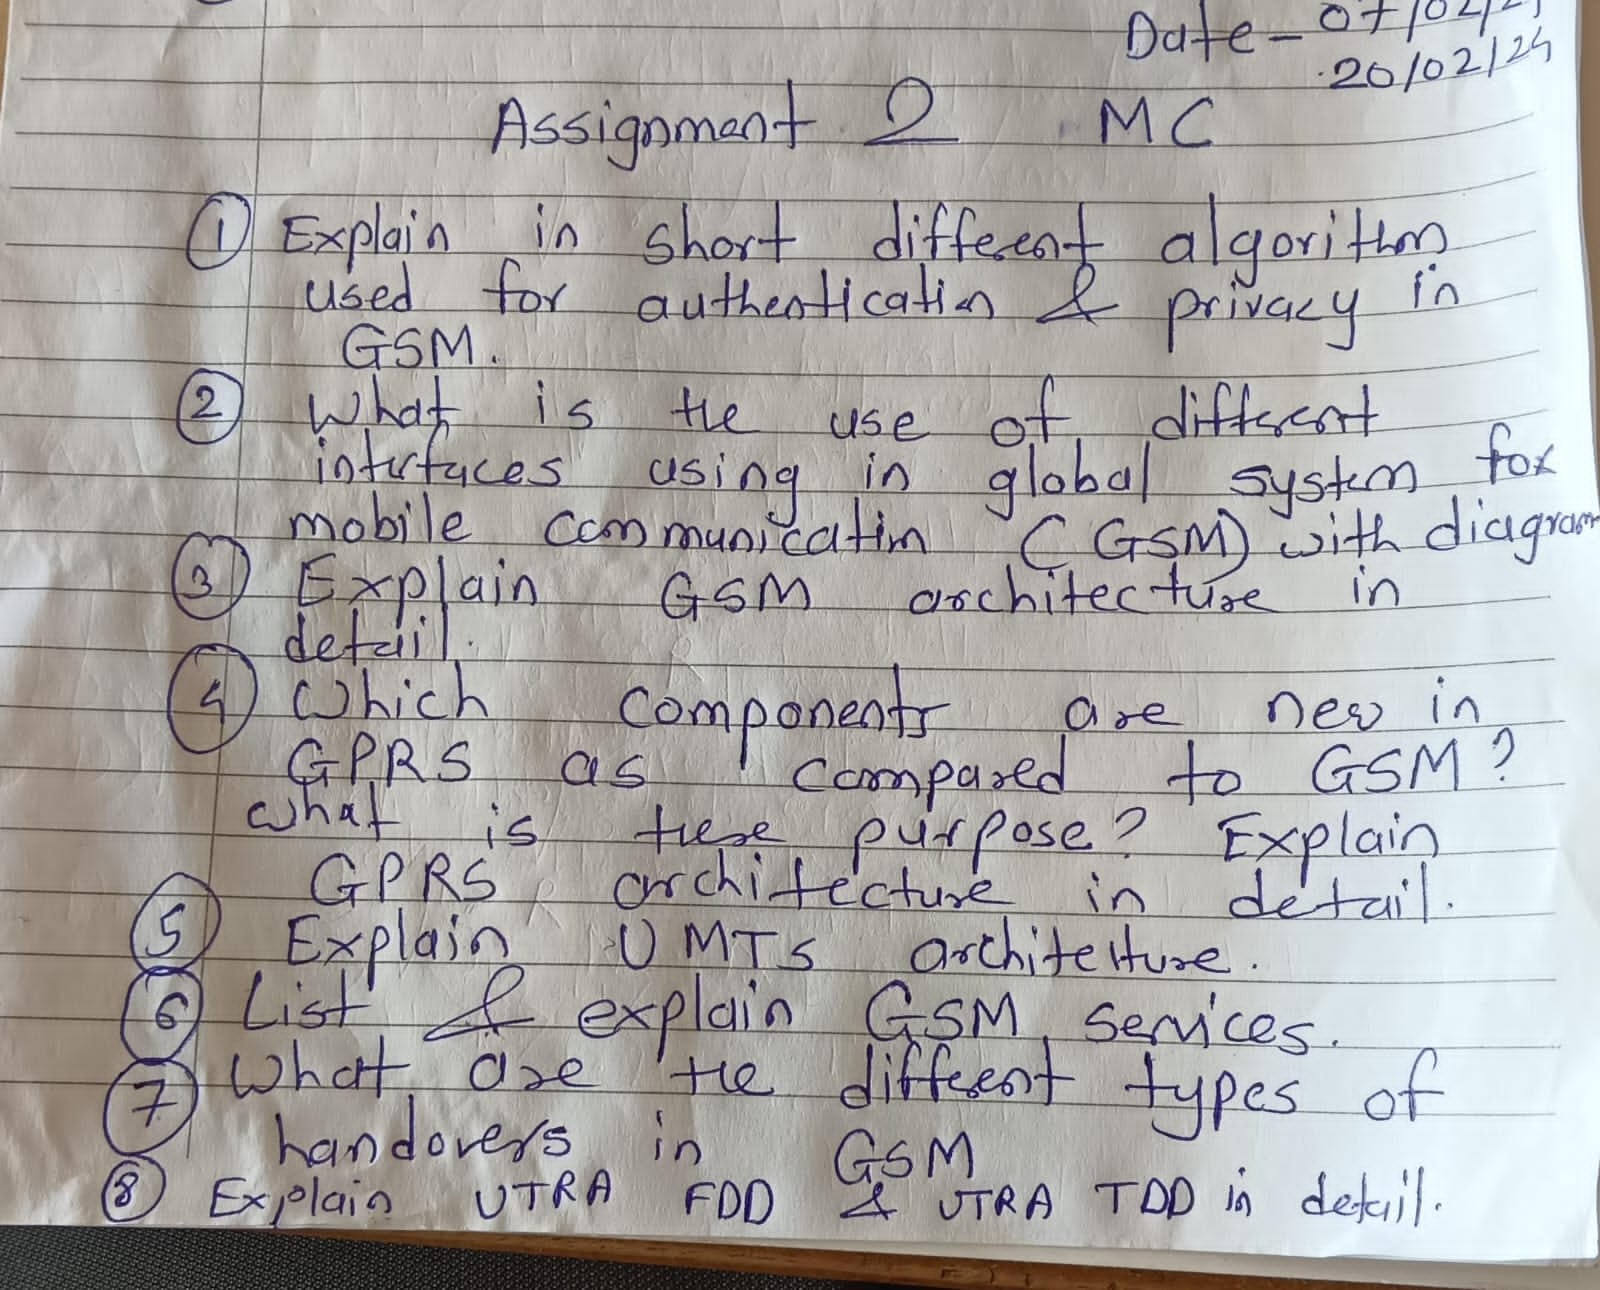 Date - 07/02/
20/02/24
Assignment 2 MC
① Explain in short different algorithm
used for authentication & privacy in
GSM.
② What is the use of different
interfaces using in global system for
mobile communication (GSM) with diagram
③ Explain GSM architecture in
detail.
④ Which components are new in
GPRS as compared to GSM?
what is these purpose? Explain
GPRS architecture in detail.
⑤ Explain UMTS architecture.
⑥ List & explain GSM services.
⑦ What are the different types of
handovers in GSM
⑧ Explain UTRA FDD & UTRA TDD in detail.